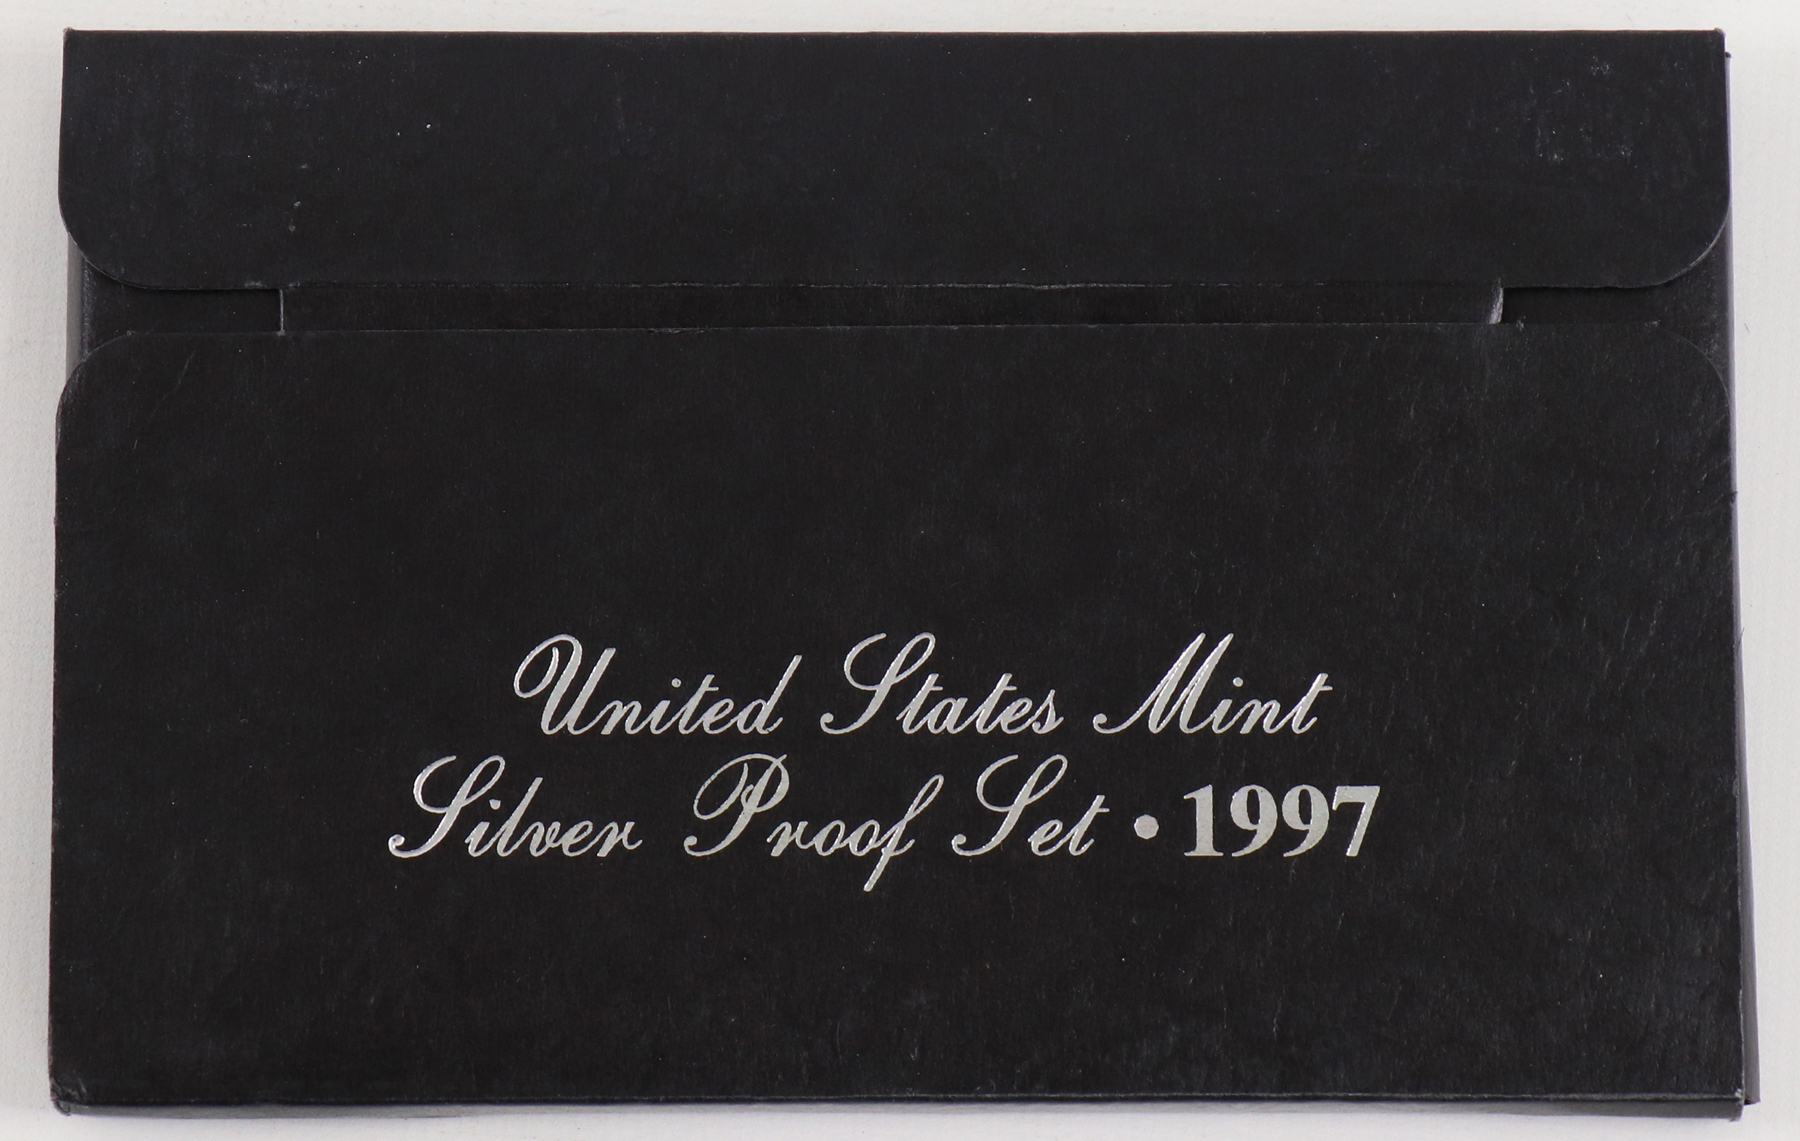 United States Mint
Silver Proof Set • 1997